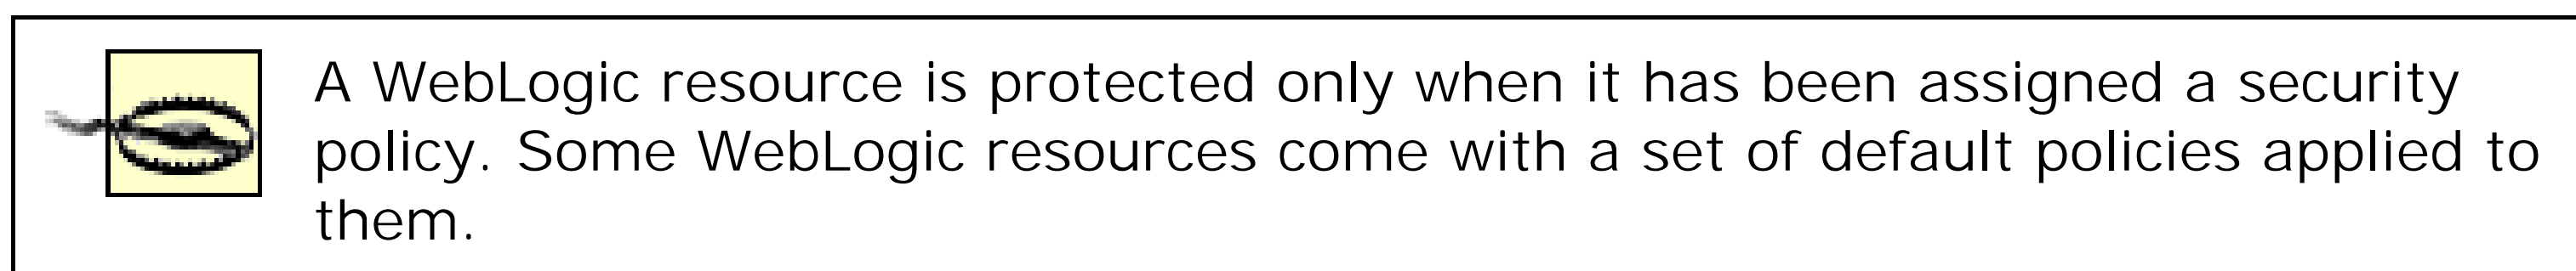 A WebLogic resource is protected only when it has been assigned a security
policy. Some WebLogic resources come with a set of default policies applied to
them.